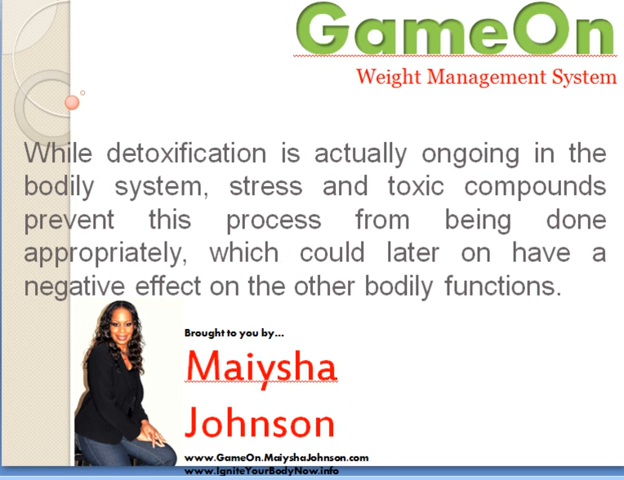 GameOn
Weight Management System
While detoxification is actually ongoing in the
bodily system, stress and toxic compounds
prevent this process from being done
appropriately, which could later on have a
negative effect on the other bodily functions.
Brought to you by...
Maiysha
Johnson
www.GameOn.MaiyshaJohnson.com
www.IgniteYourBodyNow.info